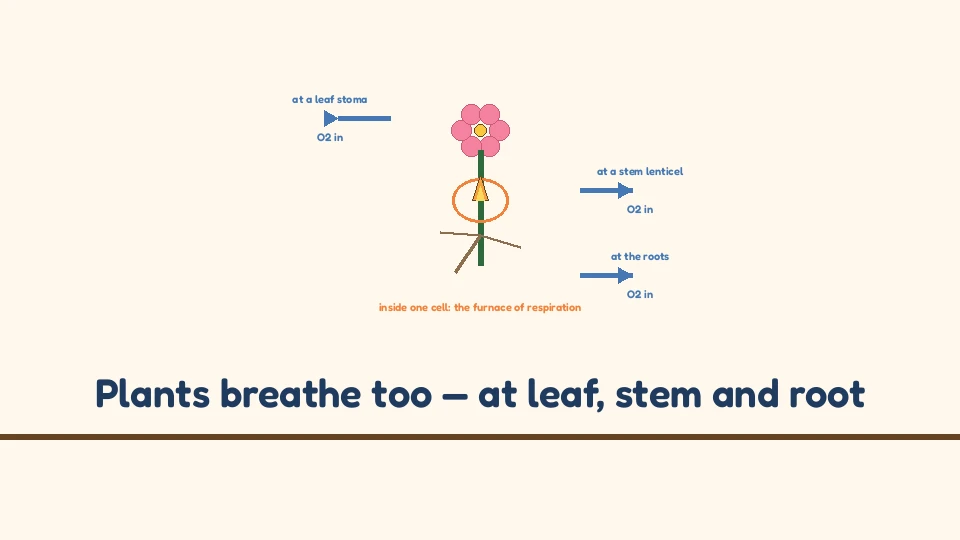 at a leaf stoma
O2 in
at a stem lenticel
O2 in
at the roots
O2 in
inside one cell: the furnace of respiration
Plants breathe too — at leaf, stem and root